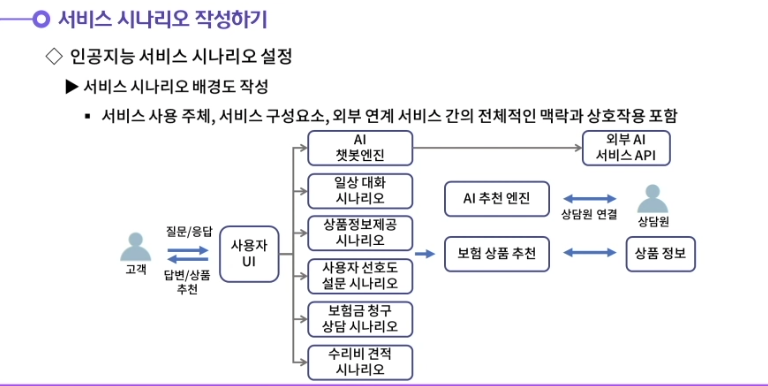 서비스 시나리오 작성하기
◇ 인공지능 서비스 시나리오 설정
▶ 서비스 시나리오 배경도 작성
▪ 서비스 사용 주체, 서비스 구성요소, 외부 연계 서비스 간의 전체적인 맥락과 상호작용 포함
고객
질문/응답
답변/상품
추천
사용자
UI
AI
챗봇엔진
일상 대화
시나리오
상품정보제공
시나리오
사용자 선호도
설문 시나리오
보험금 청구
상담 시나리오
수리비 견적
시나리오
AI 추천 엔진
보험 상품 추천
외부 AI
서비스 API
상담원 연결
상담원
상품 정보